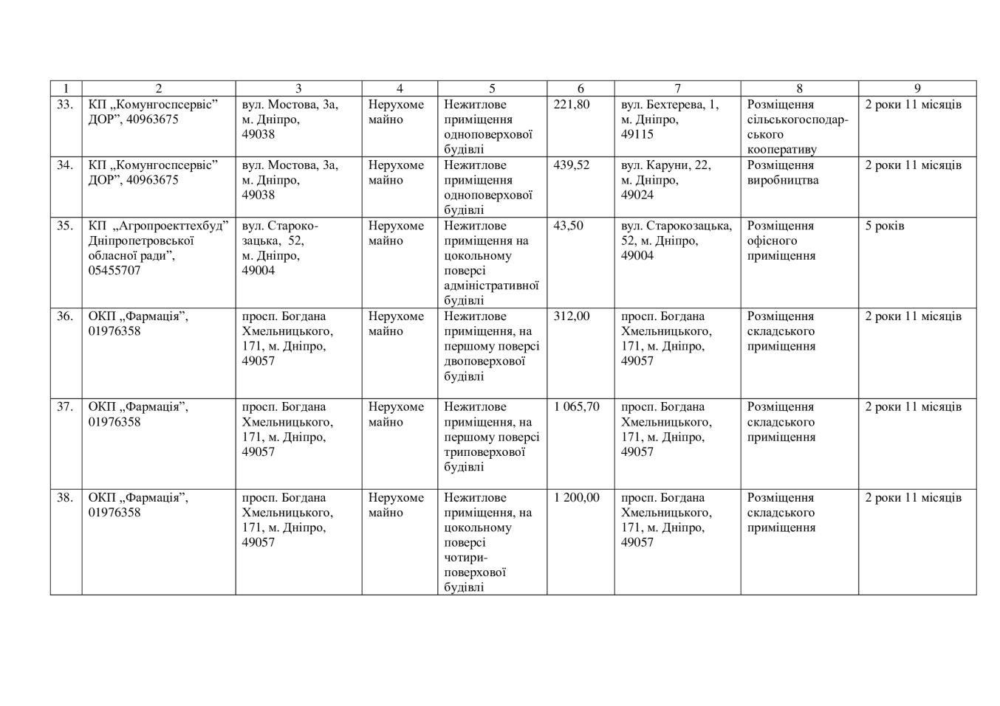 1 2 3 4 5 6 7 8 9
33. КП „Комунгоспсервіс” ДОР”, 40963675 вул. Мостова, 3а, м. Дніпро, 49038 Нерухоме майно Нежитлове приміщення одноповерхової будівлі 221,80 вул. Бехтерева, 1, м. Дніпро, 49115 Розміщення сільськогосподар-ського кооперативу 2 роки 11 місяців
34. КП „Комунгоспсервіс” ДОР”, 40963675 вул. Мостова, 3а, м. Дніпро, 49038 Нерухоме майно Нежитлове приміщення одноповерхової будівлі 439,52 вул. Каруни, 22, м. Дніпро, 49024 Розміщення виробництва 2 роки 11 місяців
35. КП „Агропроекттехбуд” Дніпропетровської обласної ради”, 05455707 вул. Староко-зацька, 52, м. Дніпро, 49004 Нерухоме майно Нежитлове приміщення на цокольному поверсі адміністративної будівлі 43,50 вул. Старокозацька, 52, м. Дніпро, 49004 Розміщення офісного приміщення 5 років
36. ОКП „Фармація”, 01976358 просп. Богдана Хмельницького, 171, м. Дніпро, 49057 Нерухоме майно Нежитлове приміщення, на першому поверсі двоповерхової будівлі 312,00 просп. Богдана Хмельницького, 171, м. Дніпро, 49057 Розміщення складського приміщення 2 роки 11 місяців
37. ОКП „Фармація”, 01976358 просп. Богдана Хмельницького, 171, м. Дніпро, 49057 Нерухоме майно Нежитлове приміщення, на першому поверсі триповерхової будівлі 1 065,70 просп. Богдана Хмельницького, 171, м. Дніпро, 49057 Розміщення складського приміщення 2 роки 11 місяців
38. ОКП „Фармація”, 01976358 просп. Богдана Хмельницького, 171, м. Дніпро, 49057 Нерухоме майно Нежитлове приміщення, на цокольному поверсі чотири-поверхової будівлі 1 200,00 просп. Богдана Хмельницького, 171, м. Дніпро, 49057 Розміщення складського приміщення 2 роки 11 місяців